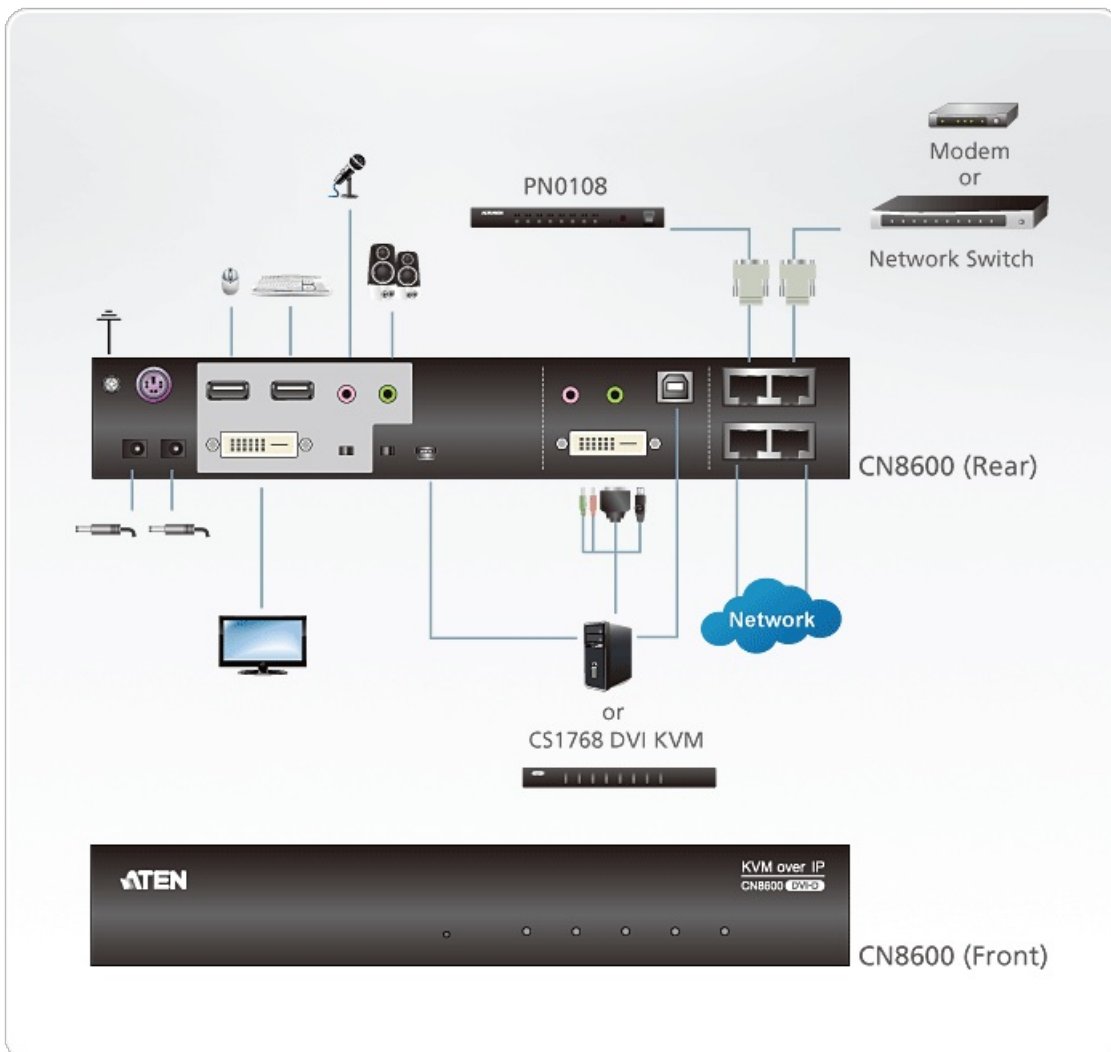 Modem
or
PN0108
Network Switch
CN8600 (Rear)
Network
or
CS1768 DVI KVM
ATEN
KVM over IP
CN8600 DVI-D
CN8600 (Front)